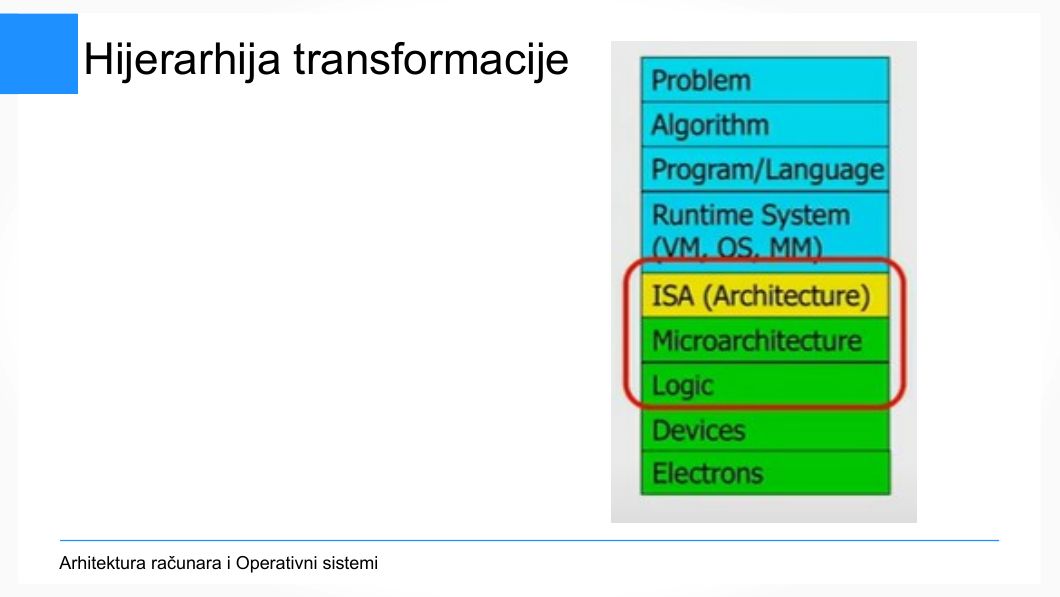 Hijerarhija transformacije
Problem
Algorithm
Program/Language
Runtime System
(VM, OS, MM)
ISA (Architecture)
Microarchitecture
Logic
Devices
Electrons
Arhitektura računara i Operativni sistemi